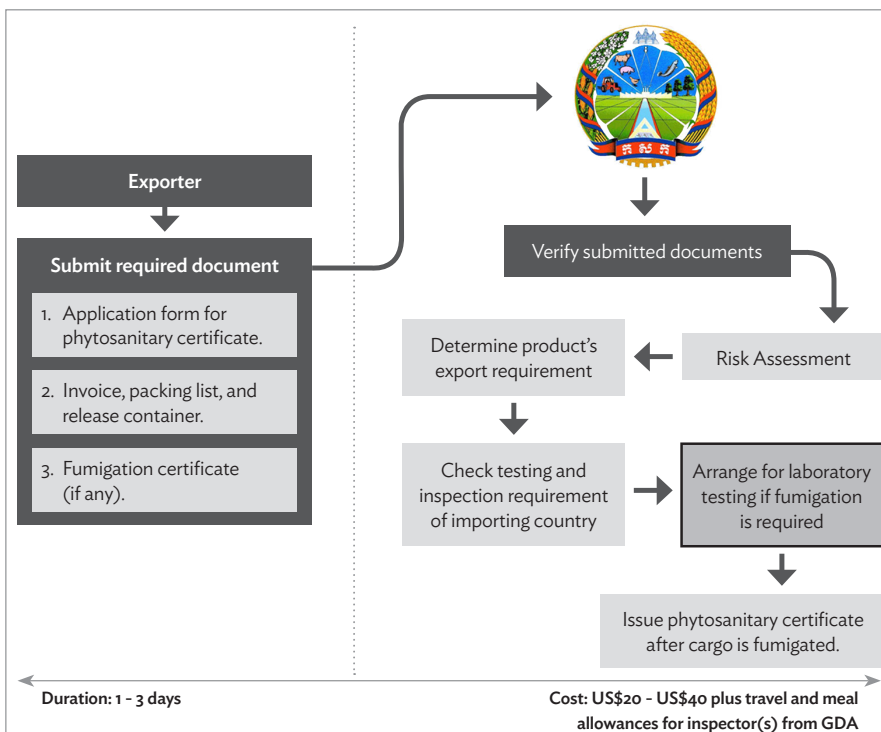 Exporter
Submit required document
1. Application form for
phytosanitary certificate.
2. Invoice, packing list, and
release container.
3. Fumigation certificate
(if any).
កសក
Verify submitted documents
Risk Assessment
Determine product’s
export requirement
Check testing and
inspection requirement
of importing country
Arrange for laboratory
testing if fumigation
is required
Issue phytosanitary certificate
after cargo is fumigated.
Duration: 1 - 3 days
Cost: US$20 - US$40 plus travel and meal
allowances for inspector(s) from GDA